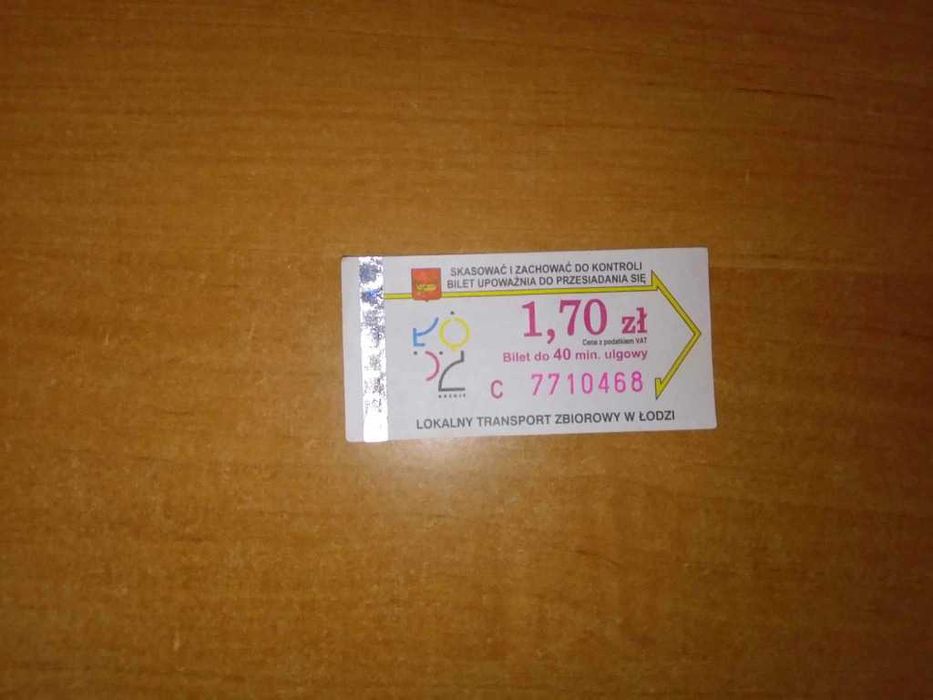 SKASOWAĆ I ZACHOWAĆ DO KONTROLI
BILET UPOWAŻNIA DO PRZESIADANIA SIĘ
1,70 zł
Cena z podatkiem VAT
Bilet do 40 min. ulgowy
C 7710468
LOKALNY TRANSPORT ZBIOROWY W ŁODZI